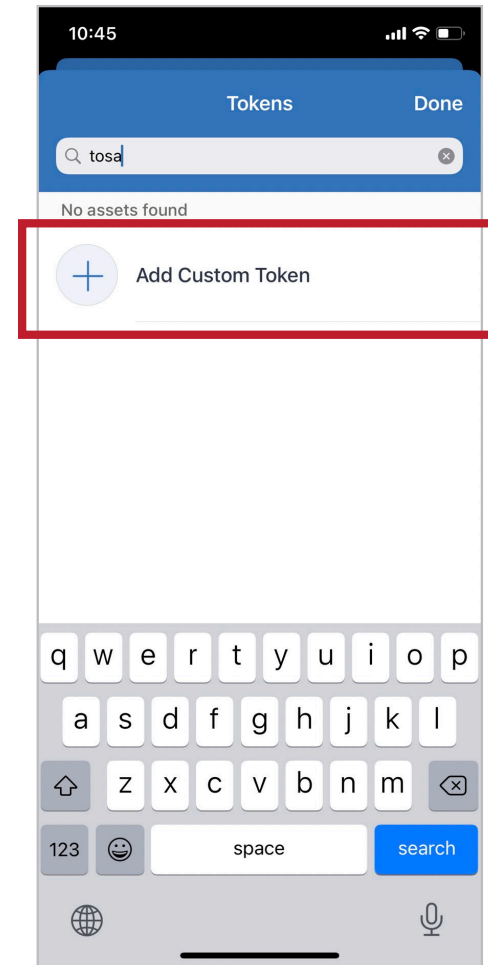 10:45
Tokens Done
tosa
No assets found
Add Custom Token
q w e r t y u i o p
a s d f g h j k l
z x c v b n m
123 space search